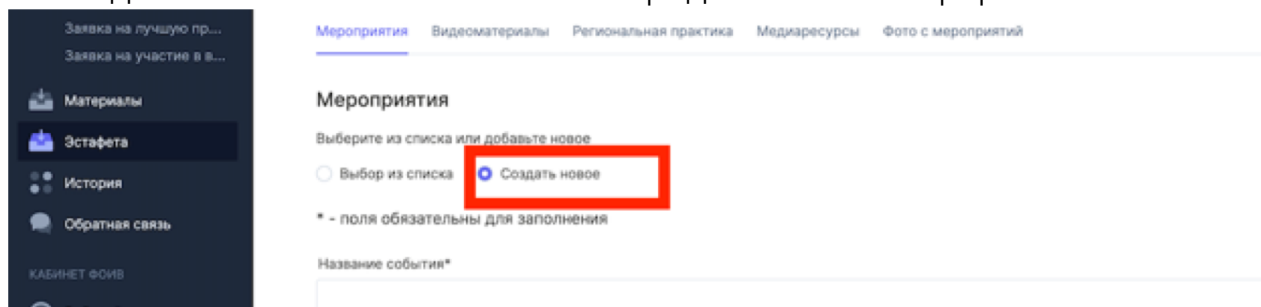 Заявка на лучшую пр...
Заявка на участие в в...
Материалы
Эстафета
История
Обратная связь
КАБИНЕТ ФОИВ
Мероприятия Видеоматериалы Региональная практика Медиаресурсы Фото с мероприятий
Мероприятия
Выберите из списка или добавьте новое
Выбор из списка Создать новое
* - поля обязательны для заполнения
Название события*